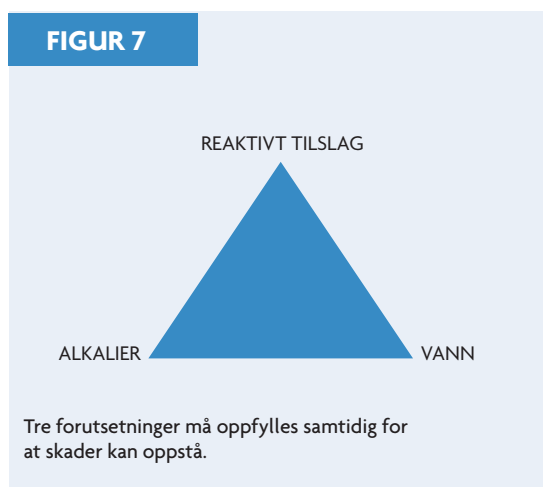 FIGUR 7
REAKTIVT TILSLAG
ALKALIER
VANN
Tre forutsetninger må oppfylles samtidig for
at skader kan oppstå.